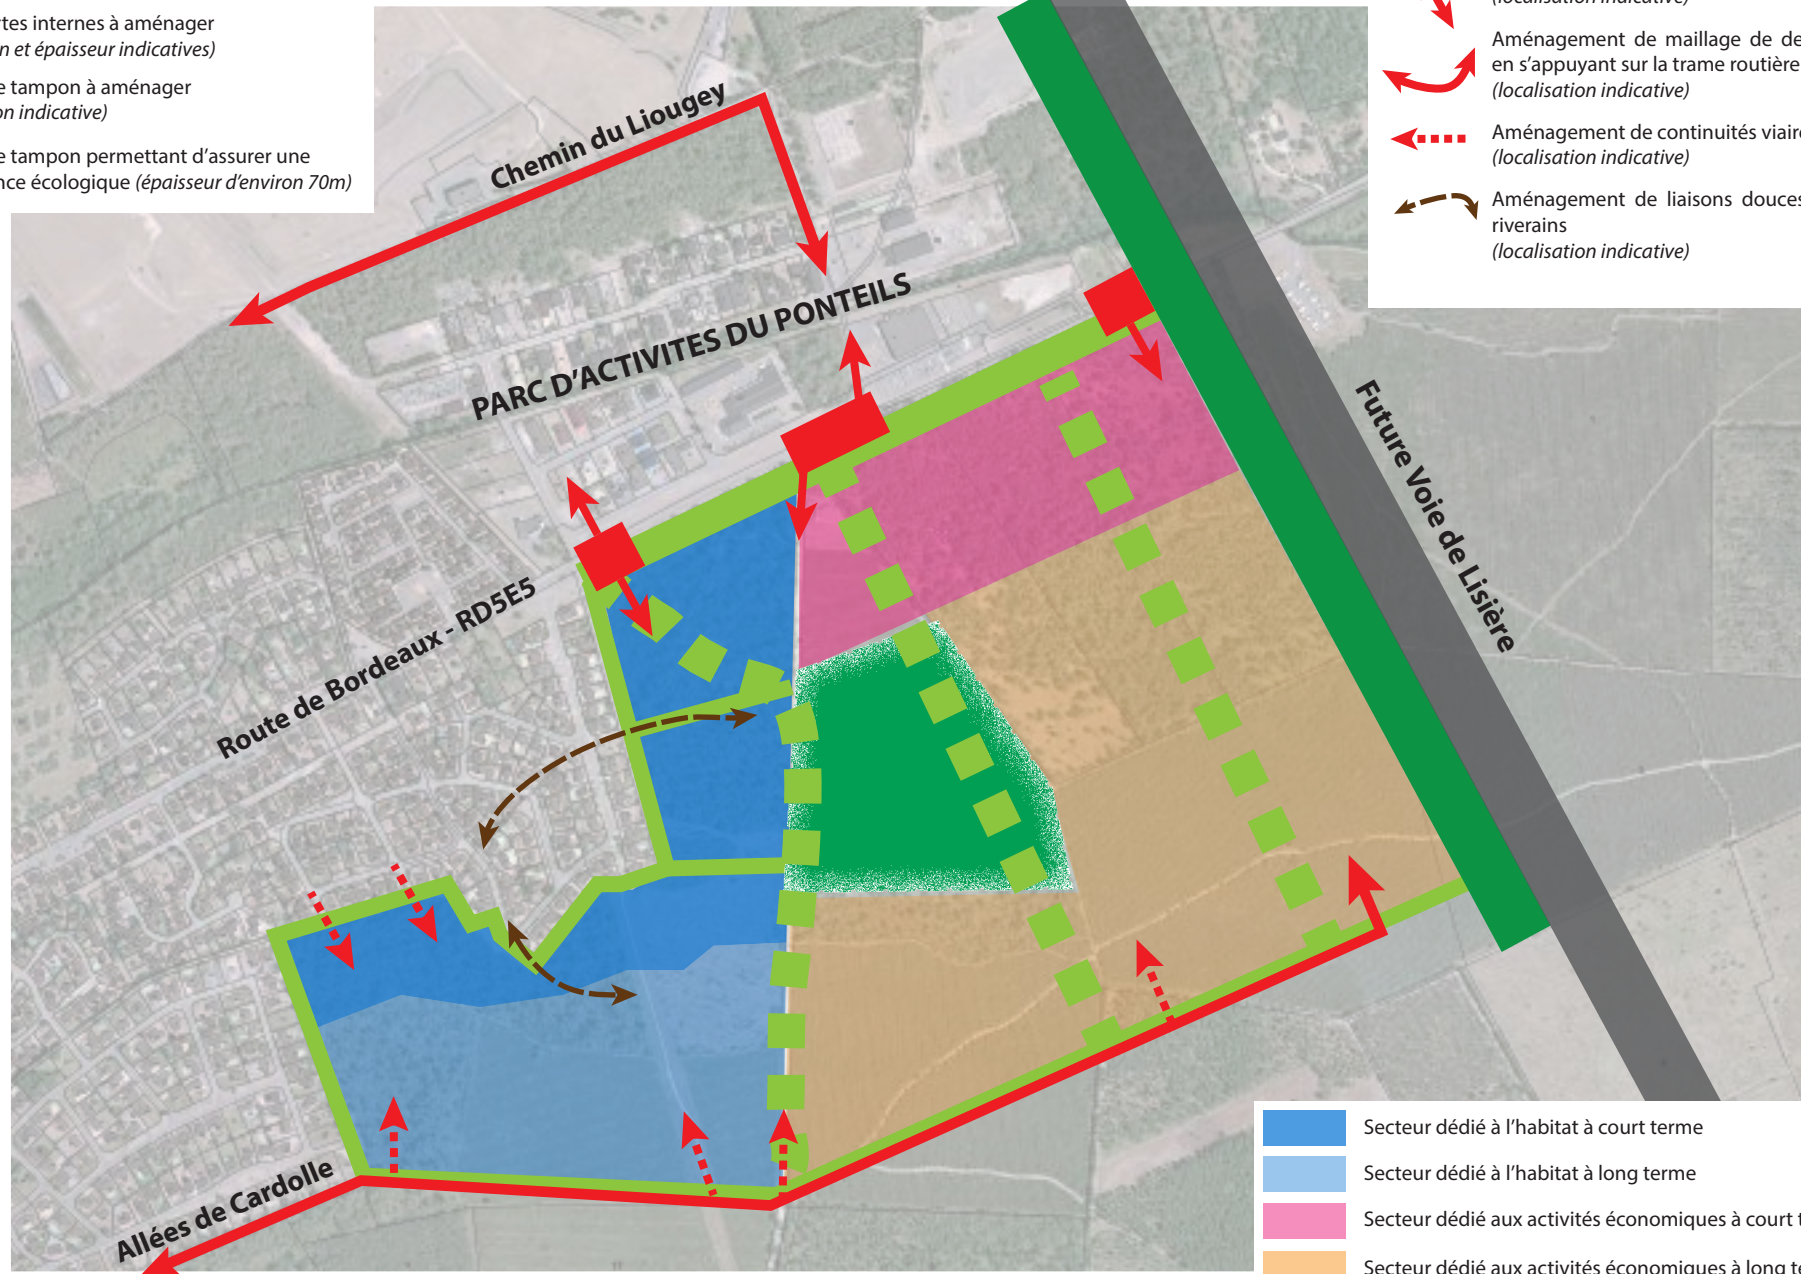 tes internes à aménager
n et épaisseur indicatives)
e tampon à aménager
on indicative)
e tampon permettant d'assurer une
nce écologique (épaisseur d'environ 70m)
(localisation indicative)
Aménagement de maillage de de
en s'appuyant sur la trame routière
(localisation indicative)
Aménagement de continuités viair
(localisation indicative)
Aménagement de liaisons douces
riverains
(localisation indicative)
Chemin du Liougey
PARC D'ACTIVITES DU PONTEILS
Future Voie de Lisière
Route de Bordeaux - RD5E5
Allées de Cardolle
Secteur dédié à l'habitat à court terme
Secteur dédié à l'habitat à long terme
Secteur dédié aux activités économiques à court t
Secteur dédié aux activités économiques à long te